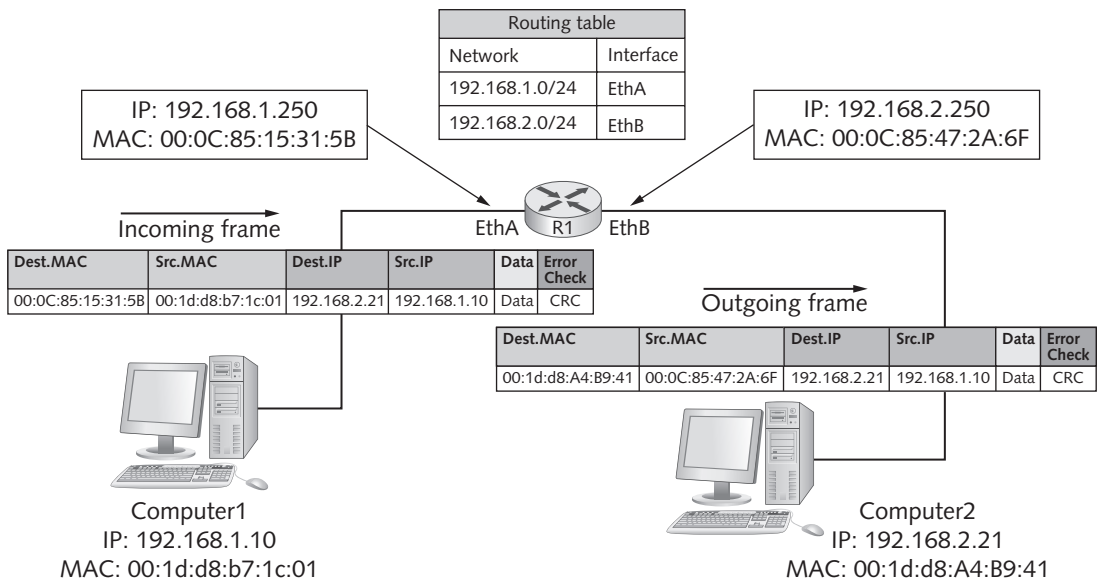 Routing table
Network Interface
192.168.1.0/24 EthA
192.168.2.0/24 EthB
IP: 192.168.1.250
MAC: 00:0C:85:15:31:5B
IP: 192.168.2.250
MAC: 00:0C:85:47:2A:6F
EthA R1 EthB
Incoming frame
Dest.MAC Src.MAC Dest.IP Src.IP Data Error Check
00:0C:85:15:31:5B 00:1d:d8:b7:1c:01 192.168.2.21 192.168.1.10 Data CRC
Outgoing frame
Dest.MAC Src.MAC Dest.IP Src.IP Data Error Check
00:1d:d8:A4:B9:41 00:0C:85:47:2A:6F 192.168.2.21 192.168.1.10 Data CRC
Computer1
IP: 192.168.1.10
MAC: 00:1d:d8:b7:1c:01
Computer2
IP: 192.168.2.21
MAC: 00:1d:d8:A4:B9:41